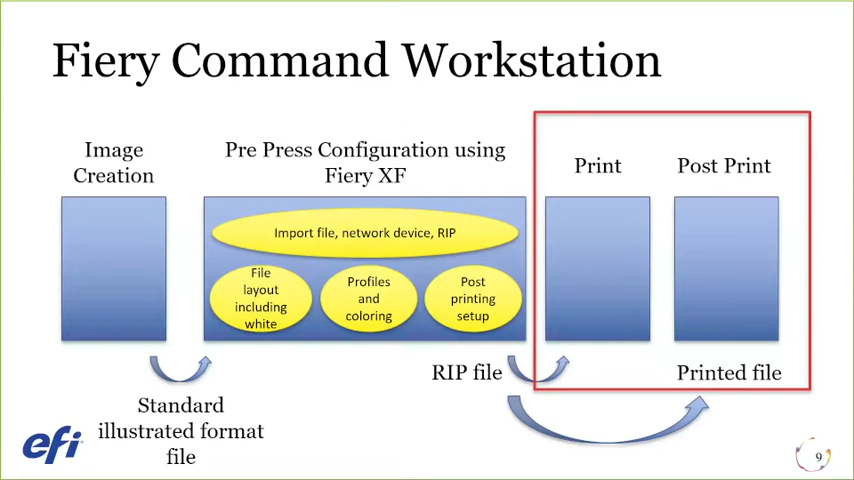 Fiery Command Workstation
Image
Creation
Pre Press Configuration using
Fiery XF
Print
Post Print
Import file, network device, RIP
File
layout
including
white
Profiles
and
coloring
Post
printing
setup
RIP file
Printed file
Standard
illustrated format
file
efi
9